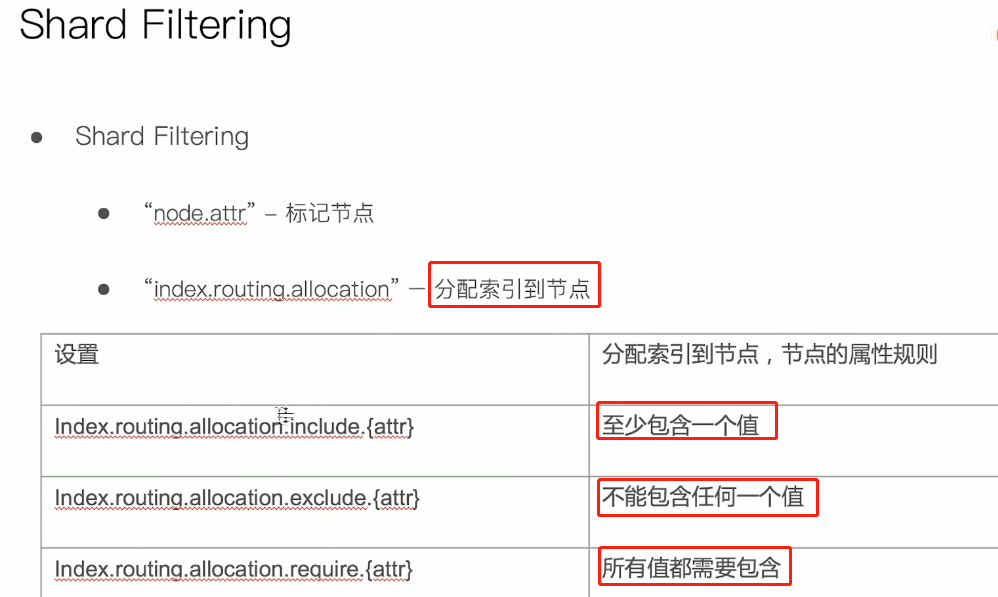 Shard Filtering
● Shard Filtering
● “node.attr” – 标记节点
● “index.routing.allocation” – 分配索引到节点
设置 分配索引到节点，节点的属性规则
Index.routing.allocation.include.{attr} 至少包含一个值
Index.routing.allocation.exclude.{attr} 不能包含任何一个值
Index.routing.allocation.require.{attr} 所有值都需要包含